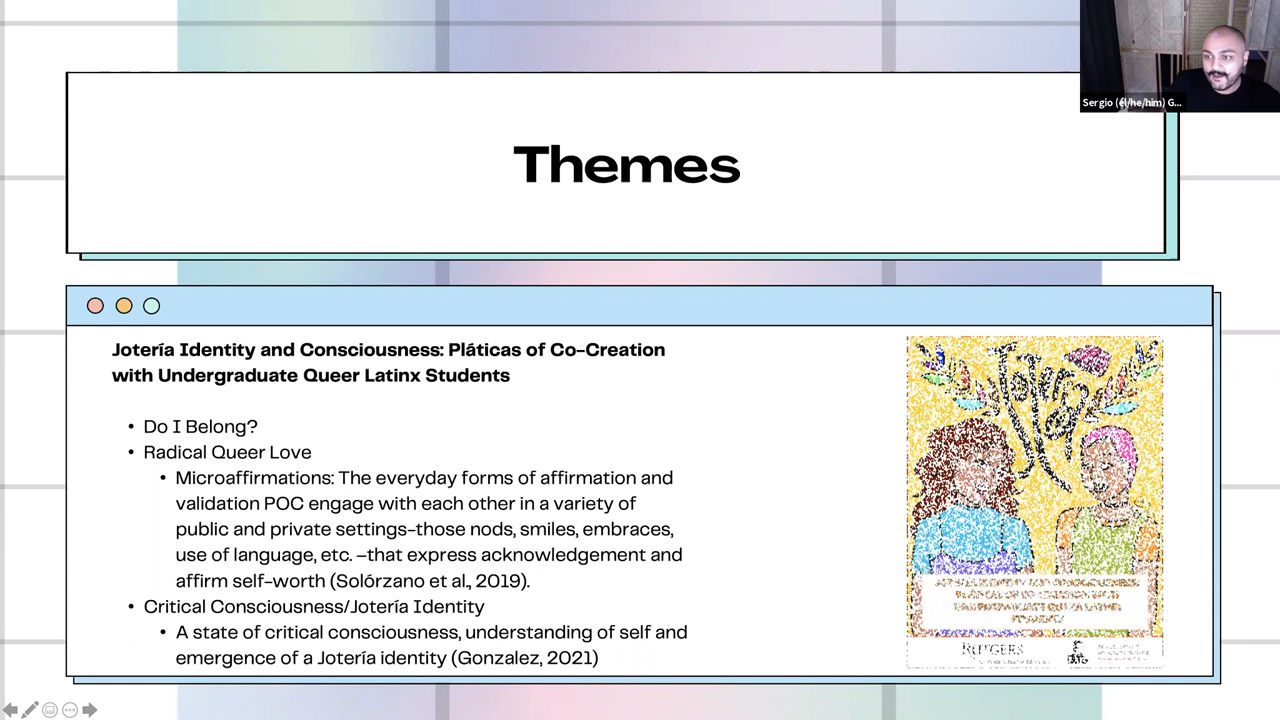 Sergio (él/he/him) G...
Themes
Jotería Identity and Consciousness: Pláticas of Co-Creation
with Undergraduate Queer Latinx Students
• Do I Belong?
• Radical Queer Love
• Microaffirmations: The everyday forms of affirmation and
validation POC engage with each other in a variety of
public and private settings–those nods, smiles, embraces,
use of language, etc. –that express acknowledgement and
affirm self-worth (Solórzano et al., 2019).
• Critical Consciousness/Jotería Identity
• A state of critical consciousness, understanding of self and
emergence of a Jotería identity (Gonzalez, 2021)
Jotería
RUTGERS